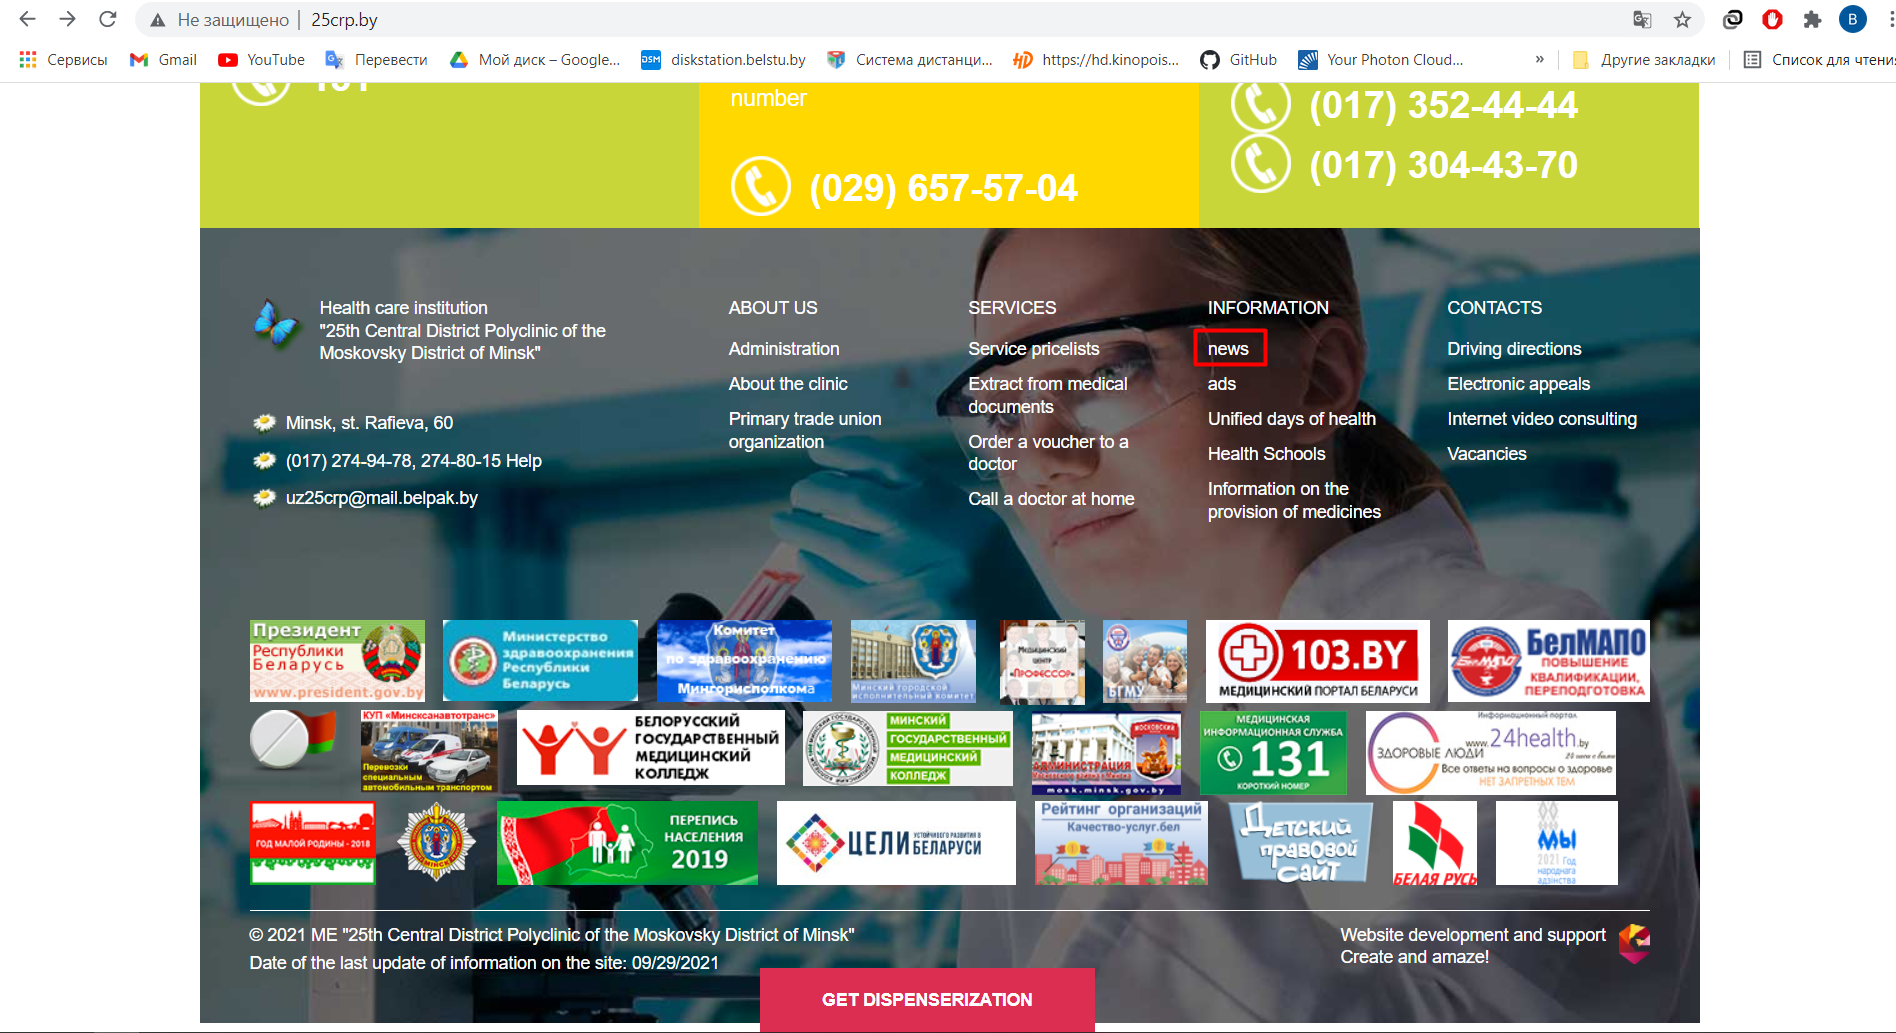 Не защищено | 25crp.by
Сервисы
Gmail
YouTube
Перевести
Мой диск – Google...
DSM
diskstation.belstu.by
Система дистанци...
https://hd.kinopois...
GitHub
Your Photon Cloud...
»
Другие закладки
Список для чтени
B
number
(029) 657-57-04
(017) 352-44-44
(017) 304-43-70
Health care institution
"25th Central District Polyclinic of the
Moskovsky District of Minsk"
Minsk, st. Rafieva, 60
(017) 274-94-78, 274-80-15 Help
uz25crp@mail.belpak.by
ABOUT US
Administration
About the clinic
Primary trade union
organization
SERVICES
Service pricelists
Extract from medical
documents
Order a voucher to a
doctor
Call a doctor at home
INFORMATION
news
ads
Unified days of health
Health Schools
Information on the
provision of medicines
CONTACTS
Driving directions
Electronic appeals
Internet video consulting
Vacancies
Президент
Республики
Беларусь
www.president.gov.by
Министерство
здравоохранения
Республики
Беларусь
Комитет
по здравоохранению
Мингорисполкома
Минский городской
исполнительный комитет
Медицинский
центр
«Профессор»
БГМУ
103.BY
МЕДИЦИНСКИЙ ПОРТАЛ БЕЛАРУСИ
БелМАПО
БелМАПО
ПОВЫШЕНИЕ
КВАЛИФИКАЦИИ,
ПЕРЕПОДГОТОВКА
КУП «Минсксанавтотранс»
Перевозки
специальным
автомобильным транспортом
БЕЛОРУССКИЙ
ГОСУДАРСТВЕННЫЙ
МЕДИЦИНСКИЙ
КОЛЛЕДЖ
МИНСКИЙ
ГОСУДАРСТВЕННЫЙ
МЕДИЦИНСКИЙ
КОЛЛЕДЖ
МОСКОВСКИЙ
АДМИНИСТРАЦИЯ
mosk.minsk.gov.by
МЕДИЦИНСКАЯ
ИНФОРМАЦИОННАЯ СЛУЖБА
131
КОРОТКИЙ НОМЕР
Информационный портал
www.24health.by
ЗДОРОВЫЕ ЛЮДИ
24 часа с вами
Все ответы на вопросы о здоровье
НЕТ ЗАПРЕТНЫХ ТЕМ
ГОД МАЛОЙ РОДИНЫ - 2018
МИНСК
ПЕРЕПИСЬ
НАСЕЛЕНИЯ
2019
ЦЕЛИ УСТОЙЧИВОГО РАЗВИТИЯ В
БЕЛАРУСИ
Рейтинг организаций
Качество-услуг.бел
Детский
правовой
сайт
БЕЛАЯ РУСЬ
МЫ
2021 Год
народнага
адзінства
© 2021 ME "25th Central District Polyclinic of the Moskovsky District of Minsk"
Date of the last update of information on the site: 09/29/2021
Website development and support
Create and amaze!
GET DISPENSERIZATION